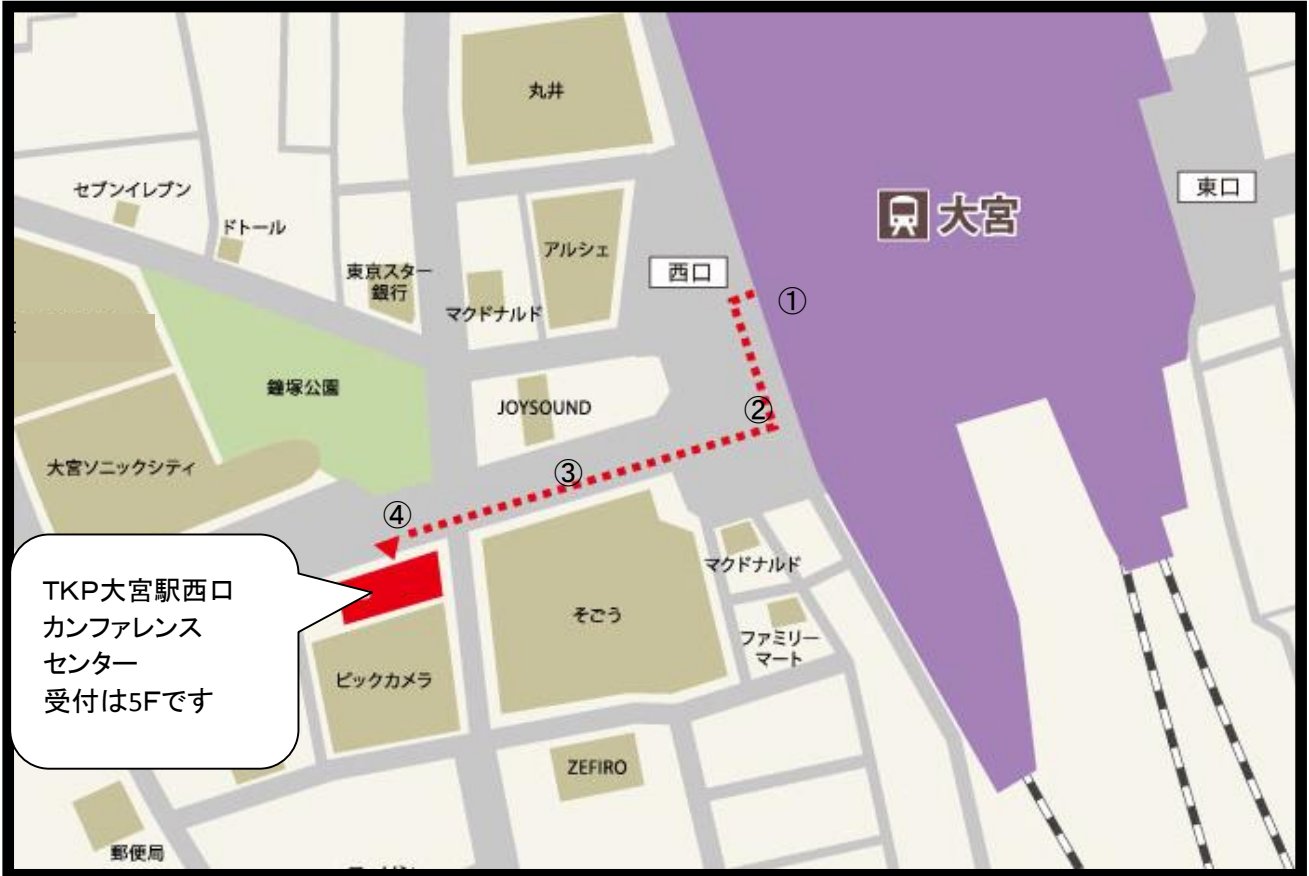 丸井
セブンイレブン
ドトール
東京スター
銀行
マクドナルド
アルシェ
西口
大宮
東口
①
鐘塚公園
JOYSOUND
②
大宮ソニックシティ
③
④
TKP大宮駅西口
カンファレンス
センター
受付は5Fです
マクドナルド
そごう
ファミリー
マート
ビックカメラ
ZEFIRO
郵便局